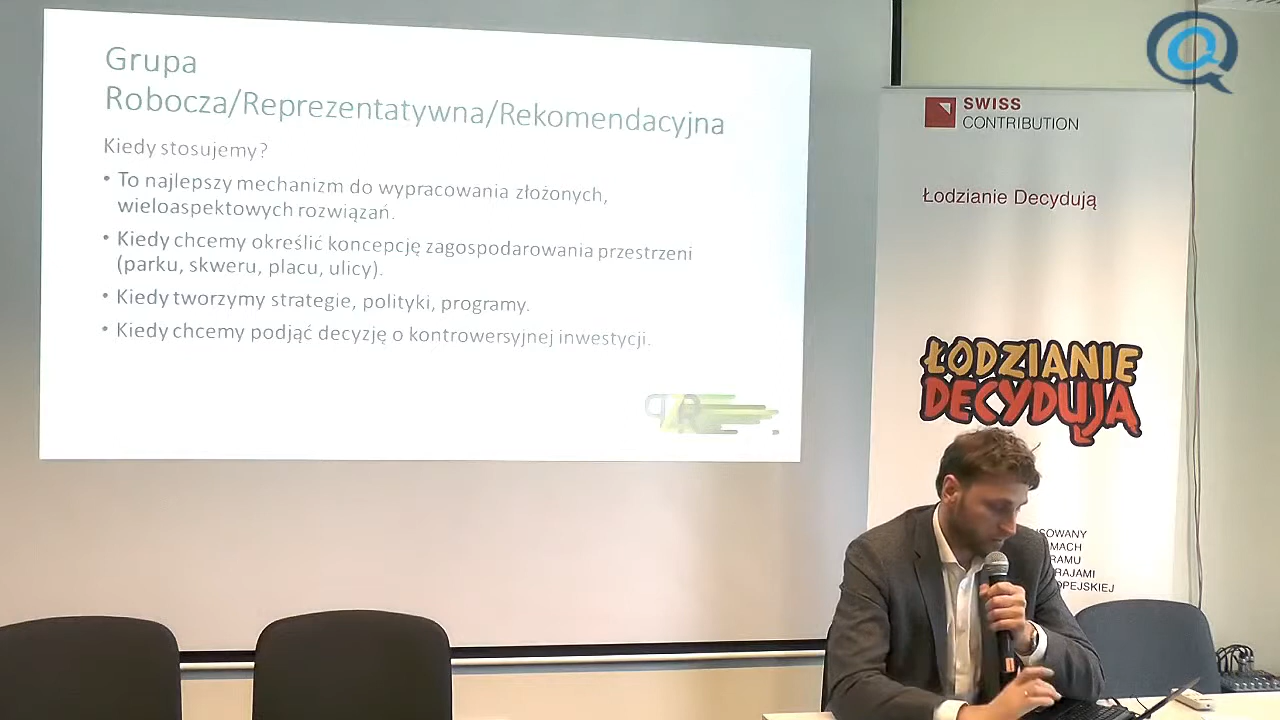 Grupa
Robocza/Reprezentatywna/Rekomendacyjna
Kiedy stosujemy?
• To najlepszy mechanizm do wypracowania złożonych,
wieloaspektowych rozwiązań.
• Kiedy chcemy określić koncepcję zagospodarowania przestrzeni
(parku, skweru, placu, ulicy).
• Kiedy tworzymy strategie, polityki, programy.
• Kiedy chcemy podjąć decyzję o kontrowersyjnej inwestycji.
SWISS
CONTRIBUTION
Łodzianie Decydują
ŁODZIANIE
DECYDUJĄ